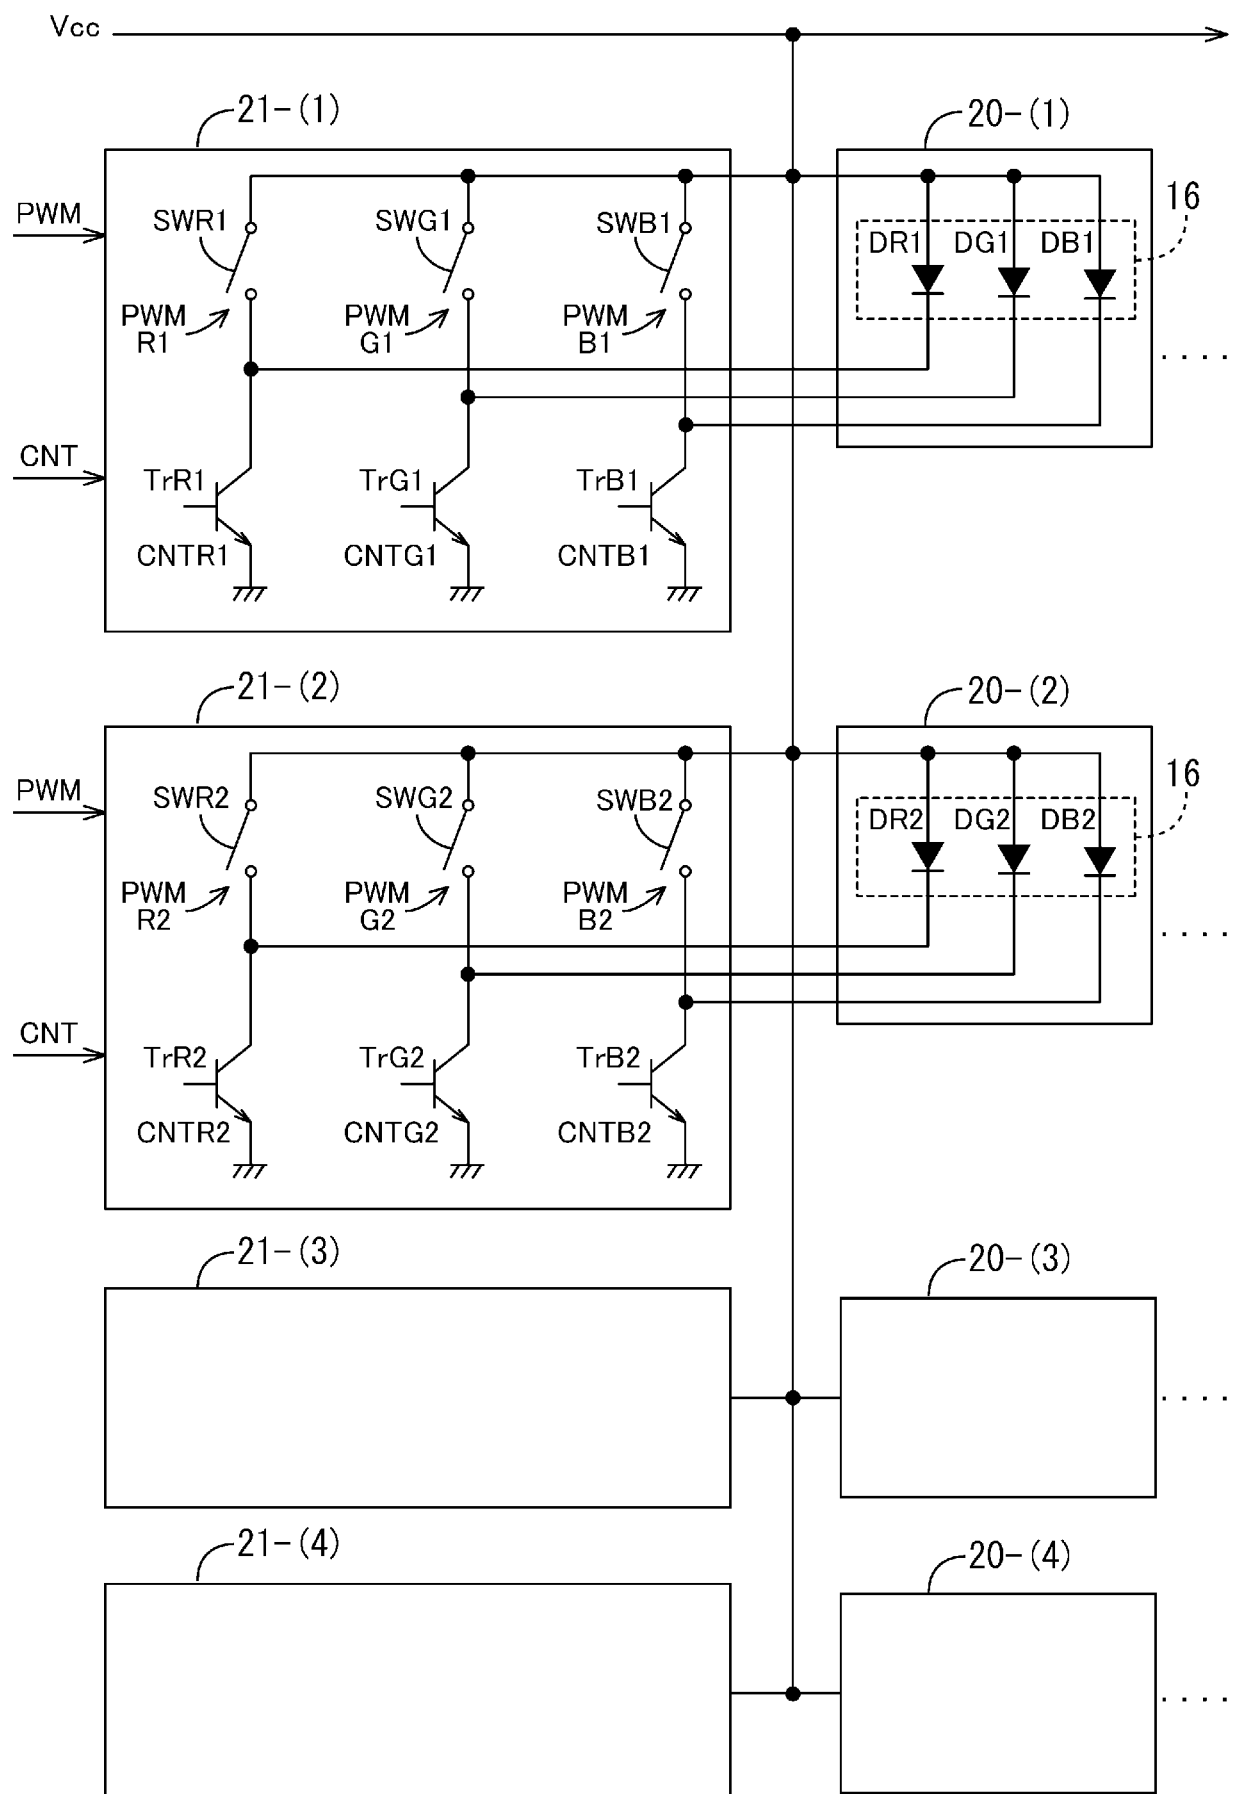 Vcc
21-(1)
20-(1)
16
PWM
SWR1
SWG1
SWB1
DR1
DG1
DB1
PWM
R1
PWM
G1
PWM
B1
....
CNT
TrR1
TrG1
TrB1
CNTR1
CNTG1
CNTB1
21-(2)
20-(2)
16
PWM
SWR2
SWG2
SWB2
DR2
DG2
DB2
PWM
R2
PWM
G2
PWM
B2
....
CNT
TrR2
TrG2
TrB2
CNTR2
CNTG2
CNTB2
21-(3)
20-(3)
....
21-(4)
20-(4)
....